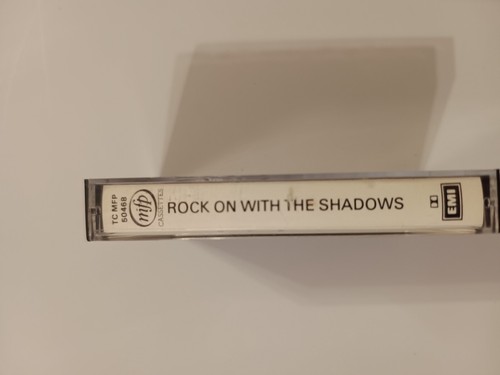 TC MFP
50468
mfp
CASSETTES
ROCK ON WITH THE SHADOWS
EMI